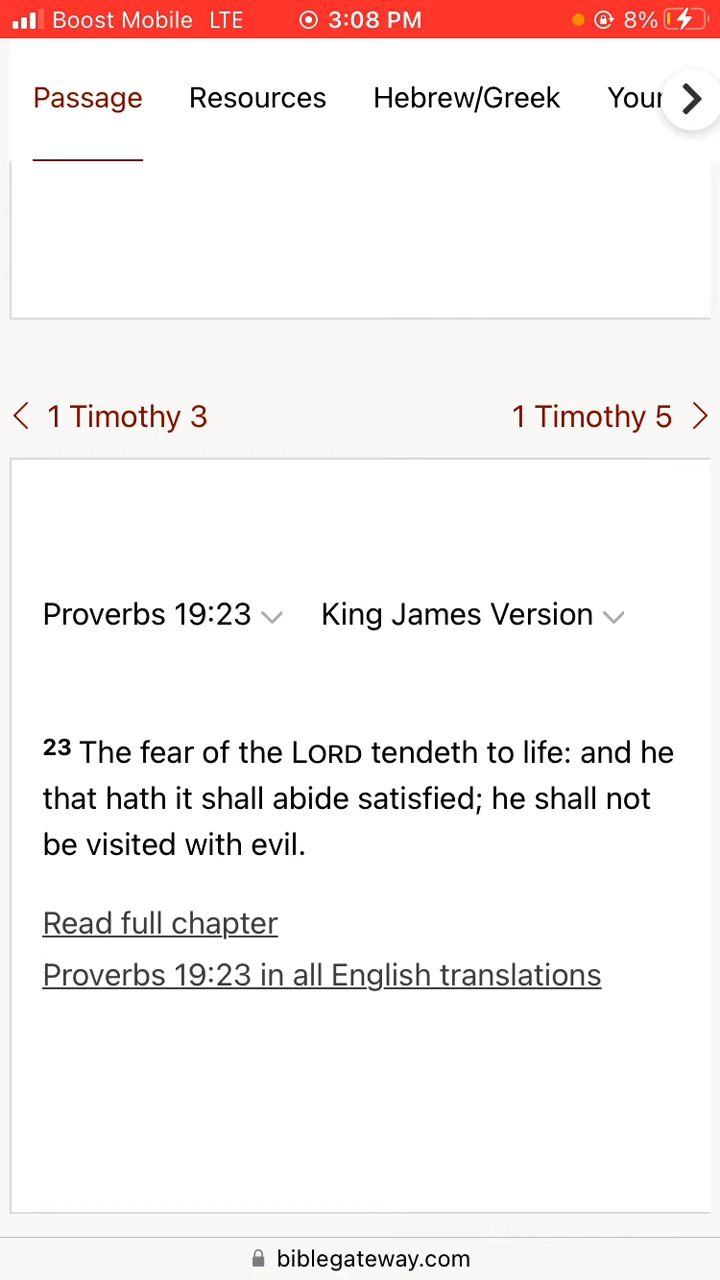 Boost Mobile LTE 3:08 PM 8%
Passage Resources Hebrew/Greek Your
1 Timothy 3 1 Timothy 5
Proverbs 19:23 King James Version
23 The fear of the LORD tendeth to life: and he
that hath it shall abide satisfied; he shall not
be visited with evil.
Read full chapter
Proverbs 19:23 in all English translations
biblegateway.com